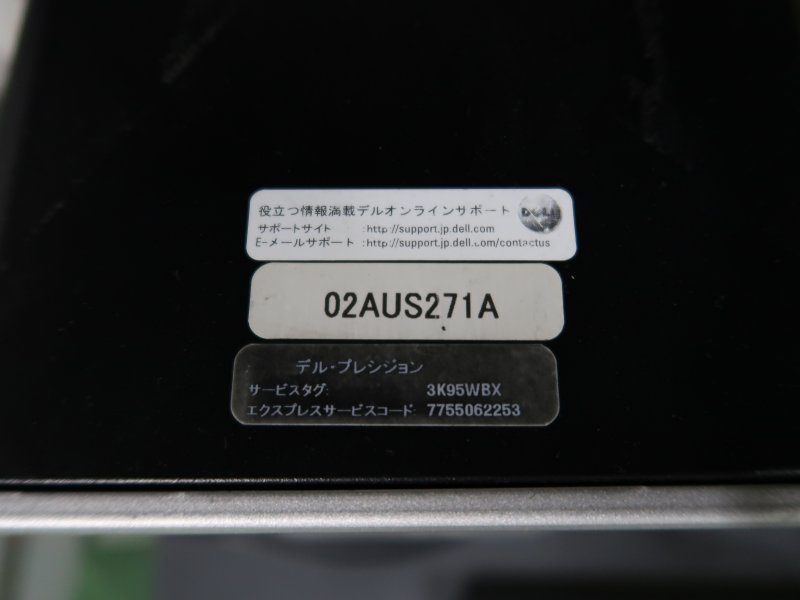 役立つ情報満載デルオンラインサポート
DELL
サポートサイト :http://support.jp.dell.com
E-メールサポート :http://support.jp.dell.com/contactus
02AUS271A
デル・プレシジョン
サービスタグ: 3K95WBX
エクスプレスサービスコード: 7755062253